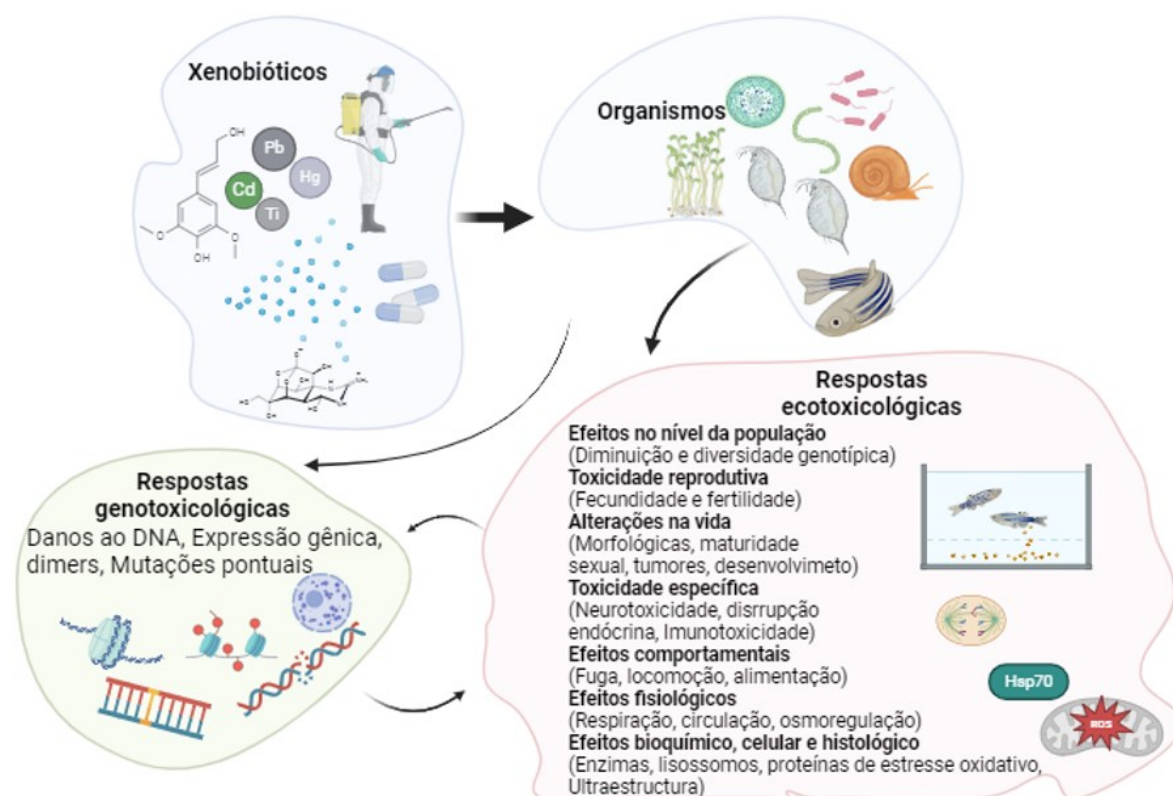 Xenobióticos
OH
Pb
Hg
Cd
Ti
O
O
OH
Organismos
Respostas
ecotoxicológicas
Efeitos no nível da população
(Diminuição e diversidade genotípica)
Toxicidade reprodutiva
(Fecundidade e fertilidade)
Alterações na vida
(Morfológicas, maturidade
sexual, tumores, desenvolvimeto)
Toxicidade específica
(Neurotoxicidade, disrrupção
endócrina, Imunotoxicidade)
Efeitos comportamentais
(Fuga, locomoção, alimentação)
Efeitos fisiológicos
(Respiração, circulação, osmoregulação)
Efeitos bioquímico, celular e histológico
(Enzimas, lisossomos, proteínas de estresse oxidativo,
Ultraestructura)
Hsp70
ROS
Respostas
genotoxicológicas
Danos ao DNA, Expressão gênica,
dimers, Mutações pontuais